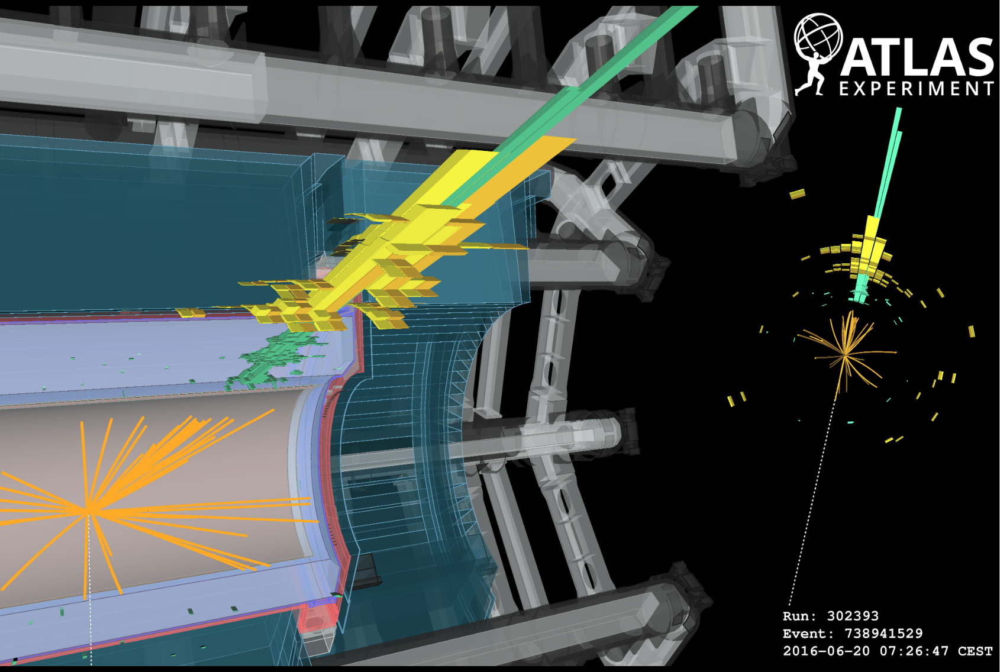 ATLAS
EXPERIMENT
Run: 302393
Event: 738941529
2016-06-20 07:26:47 CEST